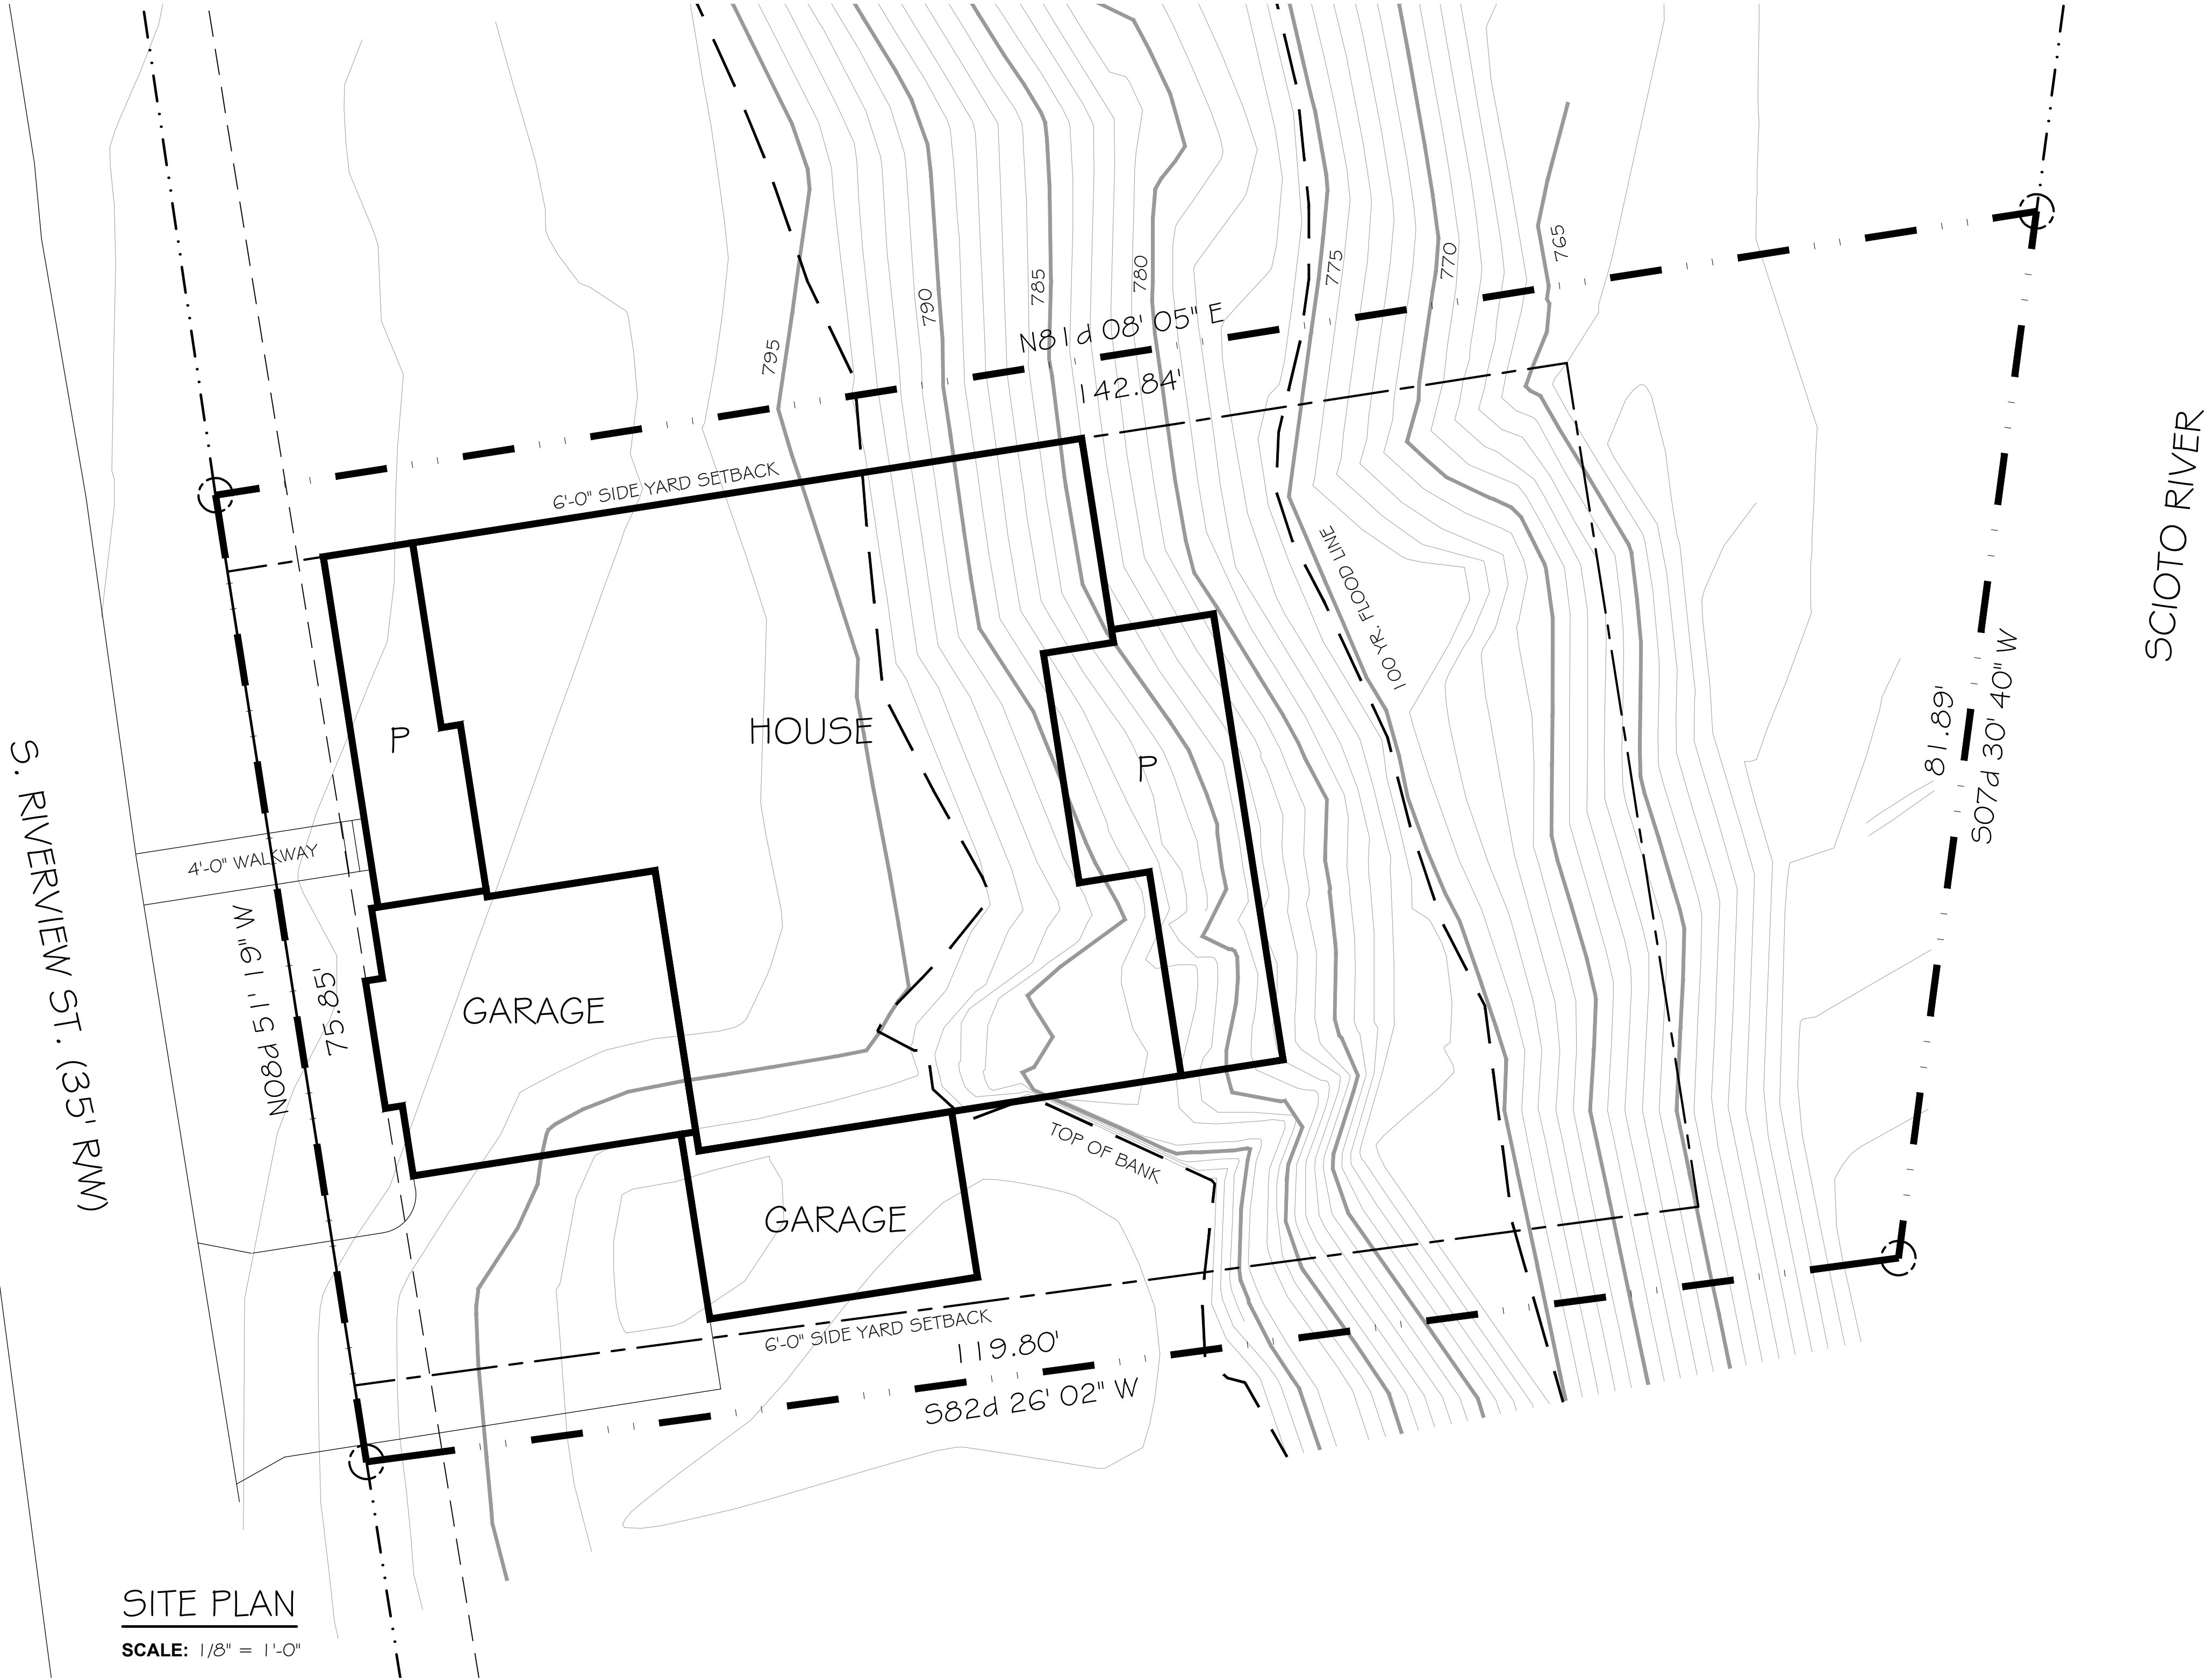 795
790
785
780
775
770
765
N81d 08' 05" E
142.84'
6'-0" SIDE YARD SETBACK
100 YR. FLOOD LINE
SCIOTO RIVER
81.89'
S07d 30' 40" W
HOUSE
P
P
4'-0" WALKWAY
S. RIVERVIEW ST. (35' RW)
N08d 51' 19" W
75.85'
GARAGE
TOP OF BANK
GARAGE
6'-0" SIDE YARD SETBACK
119.80'
S82d 26' 02" W
SITE PLAN
SCALE: 1/8" = 1'-0"